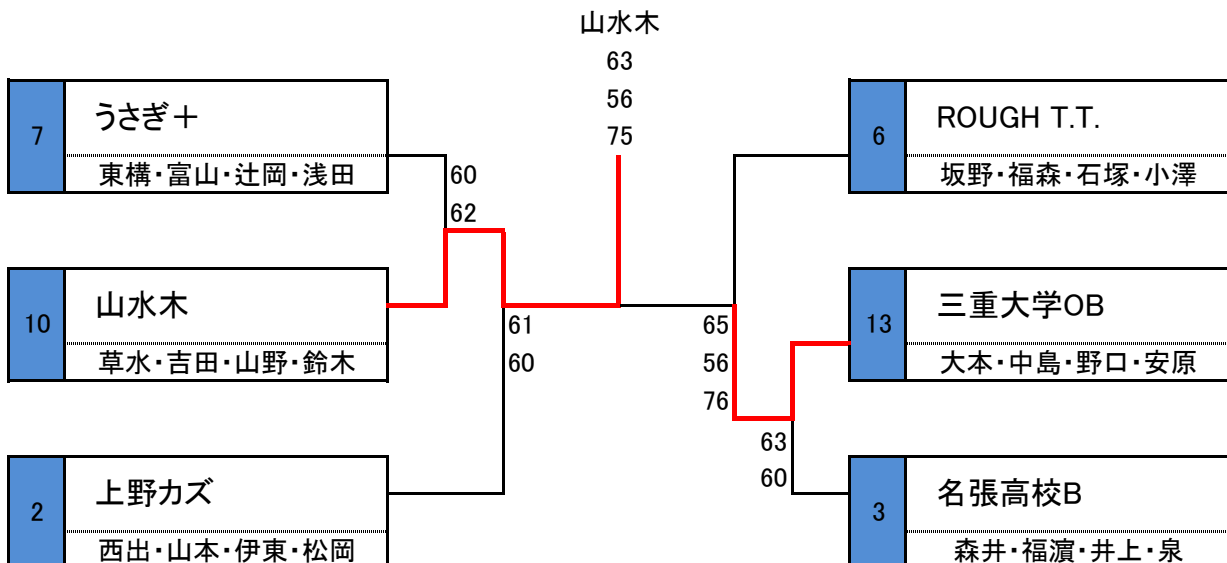 山水木
63
56
75
7
うさぎ+
東構・富山・辻岡・浅田
60
62
10
山水木
草水・吉田・山野・鈴木
61
60
2
上野カズ
西出・山本・伊東・松岡
6
ROUGH T.T.
坂野・福森・石塚・小澤
65
56
76
13
三重大学OB
大本・中島・野口・安原
63
60
3
名張高校B
森井・福濵・井上・泉